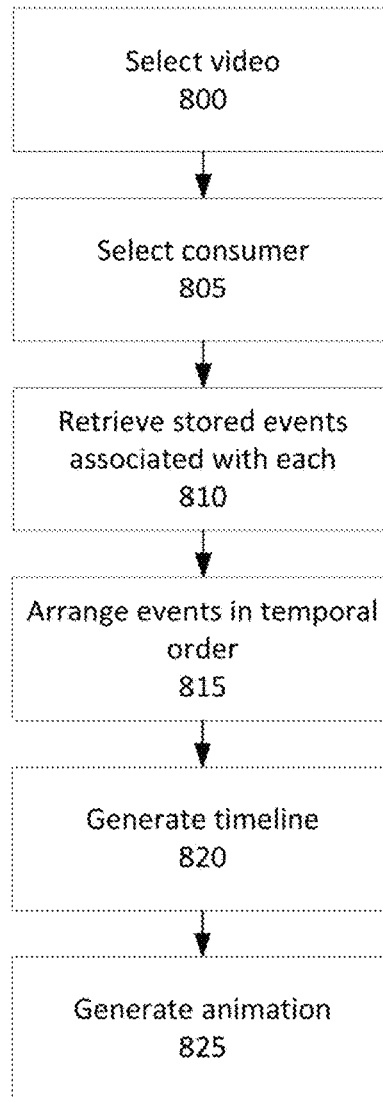 Select video
800
Select consumer
805
Retrieve stored events
associated with each
810
Arrange events in temporal
order
815
Generate timeline
820
Generate animation
825